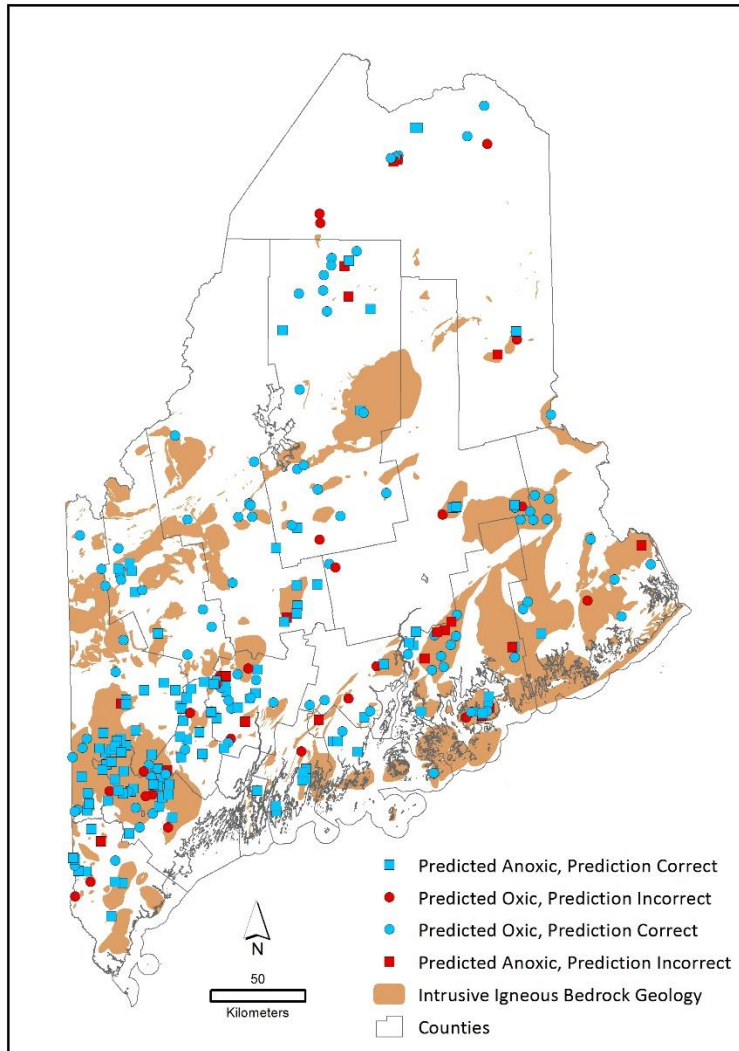 Predicted Anoxic, Prediction Correct
Predicted Oxic, Prediction Incorrect
Predicted Oxic, Prediction Correct
Predicted Anoxic, Prediction Incorrect
Intrusive Igneous Bedrock Geology
Counties
N
50
Kilometers